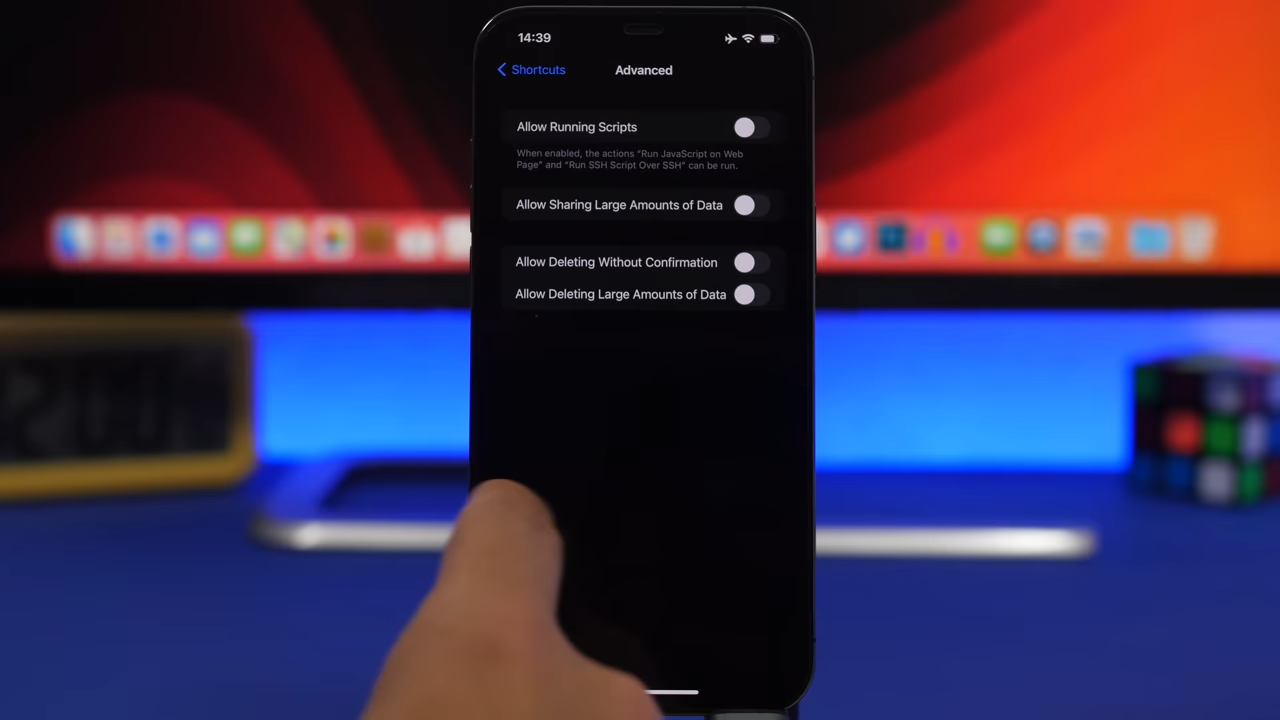 14:39
Shortcuts
Advanced
Allow Running Scripts
When enabled, the actions “Run JavaScript on Web
Page” and “Run SSH Script Over SSH” can be run.
Allow Sharing Large Amounts of Data
Allow Deleting Without Confirmation
Allow Deleting Large Amounts of Data